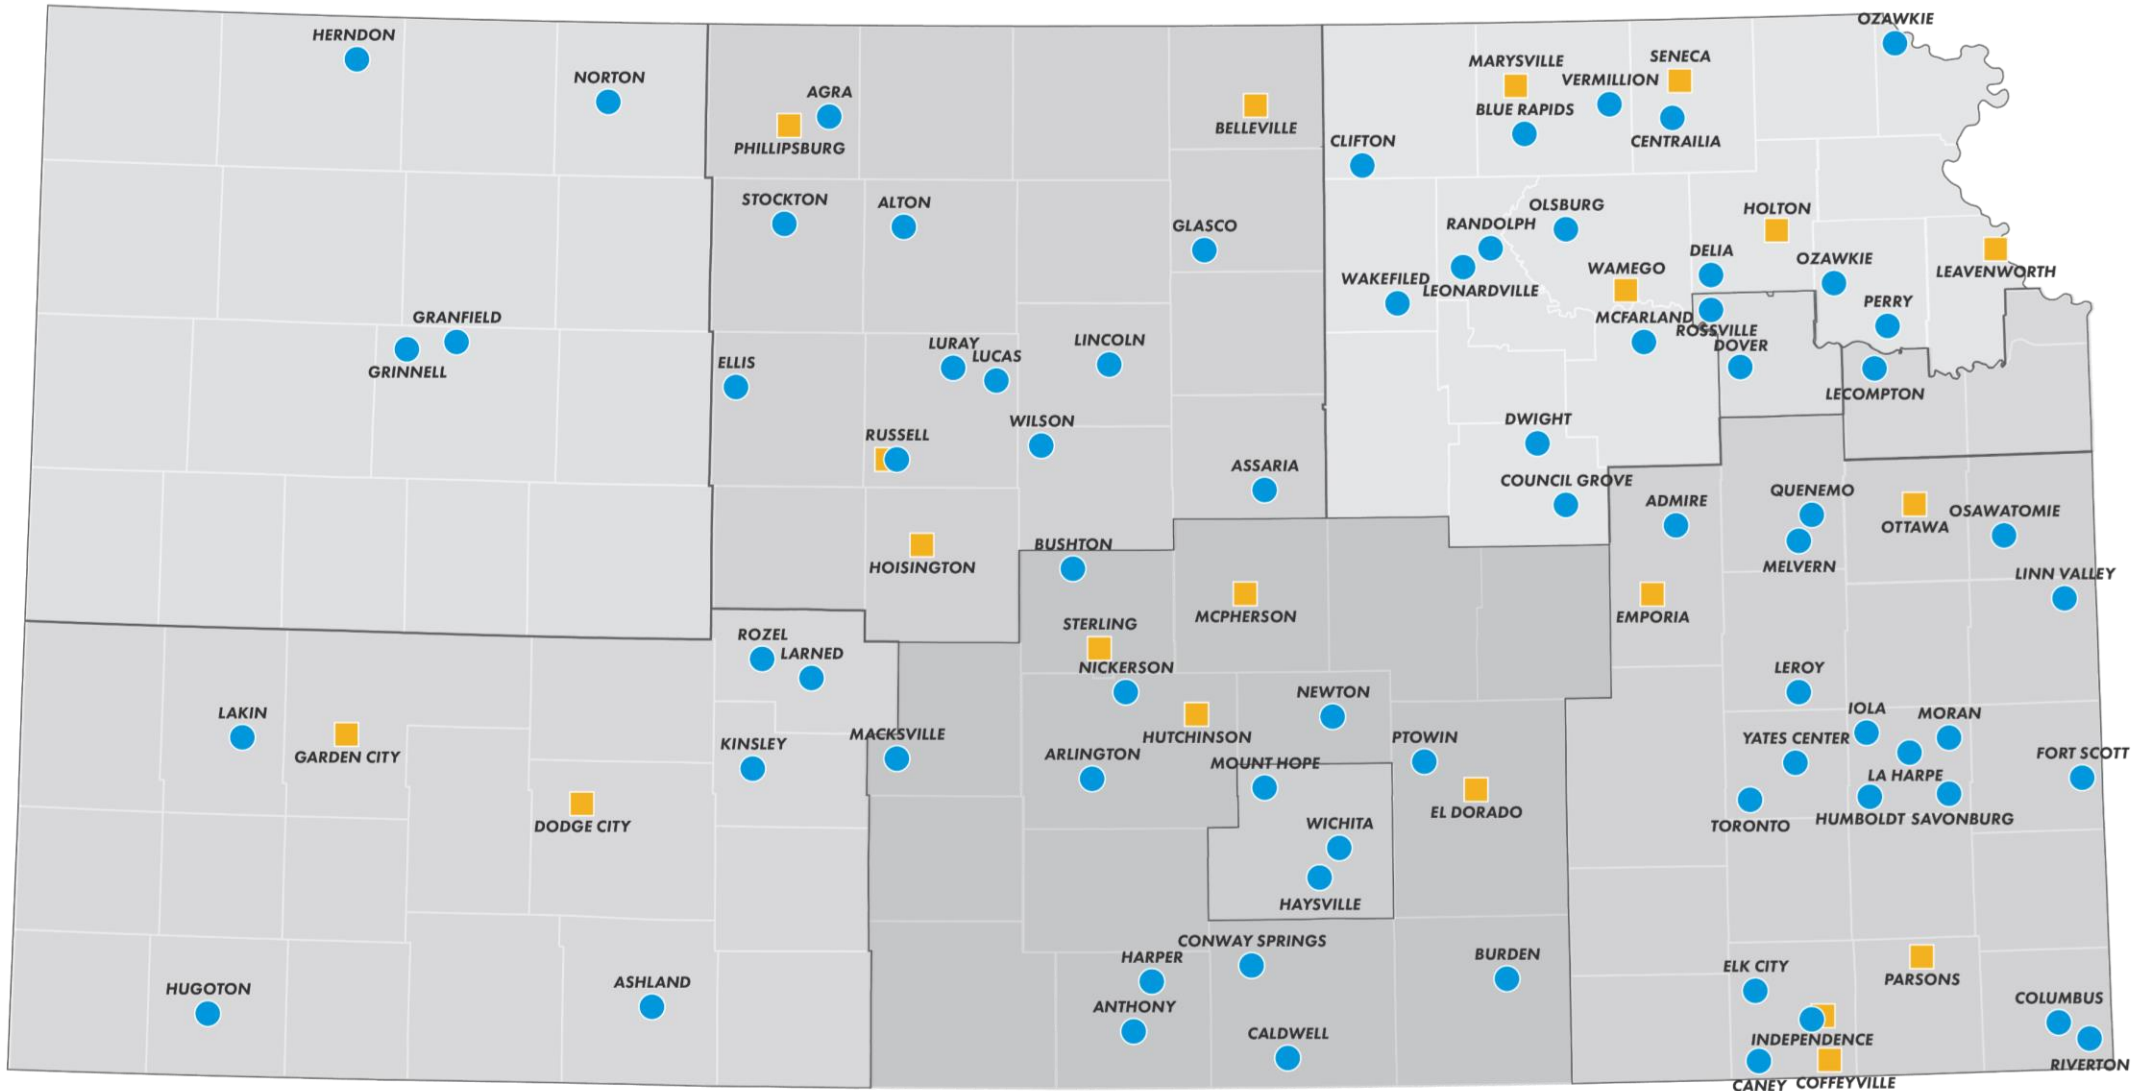 OZAWKIE
HERNDON
NORTON
AGRA
PHILLIPSBURG
BELLEVILLE
MARYSVILLE
SENECA
VERMILLION
BLUE RAPIDS
CENTRAILIA
CLIFTON
STOCKTON
ALTON
GLASCO
OLSBURG
RANDOLPH
HOLTON
DELIA
WAMEGO
OZAWKIE
LEAVENWORTH
WAKEFILED
LEONARDVILLE
PERRY
MCFARLAND
ROSSVILLE
DOVER
LECOMPTON
GRANFIELD
GRINNELL
ELLIS
LURAY
LUCAS
LINCOLN
WILSON
RUSSELL
ASSARIA
DWIGHT
COUNCIL GROVE
ADMIRE
QUENEMO
OTTAWA
OSAWATOMIE
MELVERN
LINN VALLEY
HOISINGTON
BUSHTON
MCPHERSON
EMPORIA
STERLING
ROZEL
LARNED
NICKERSON
LEROY
NEWTON
LAKIN
GARDEN CITY
KINSLEY
MACKSVILLE
HUTCHINSON
ARLINGTON
MOUNT HOPE
PTOWIN
EL DORADO
IOLA
MORAN
YATES CENTER
FORT SCOTT
LA HARPE
TORONTO
HUMBOLDT
SAVONBURG
DODGE CITY
WICHITA
HAYSVILLE
CONWAY SPRINGS
HARPER
BURDEN
ELK CITY
PARSONS
HUGOTON
ASHLAND
ANTHONY
CALDWELL
COLUMBUS
INDEPENDENCE
RIVERTON
CANEY
COFFEYVILLE